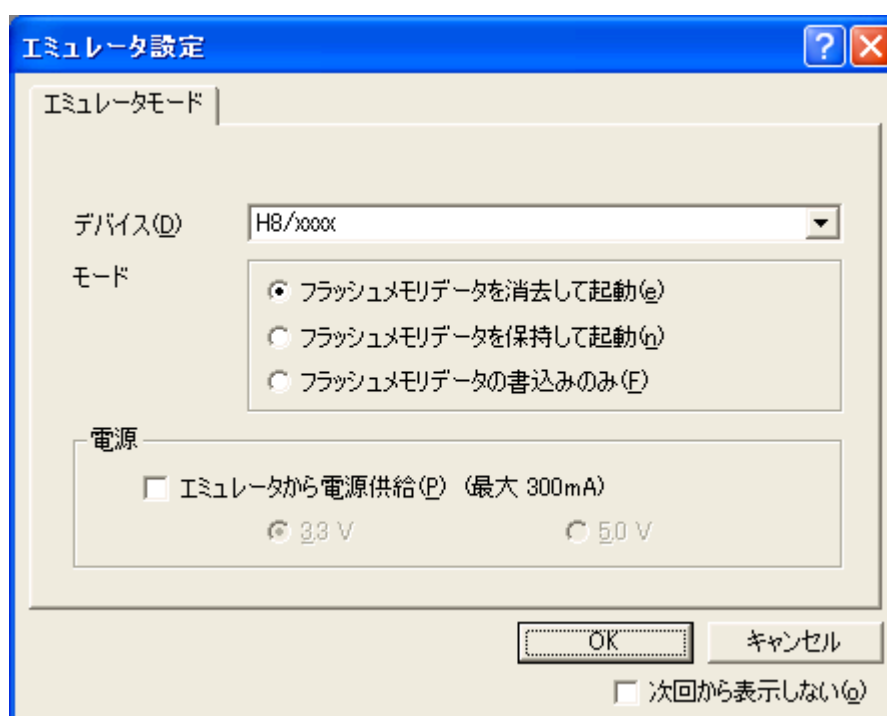 エミュレータ設定
エミュレータモード
デバイス(D) H8/xxxx
モード
フラッシュメモリデータを消去して起動(e)
フラッシュメモリデータを保持して起動(n)
フラッシュメモリデータの書込みのみ(F)
電源
エミュレータから電源供給(P) (最大 300mA)
3.3 V 5.0 V
OK キャンセル
次回から表示しない(o)